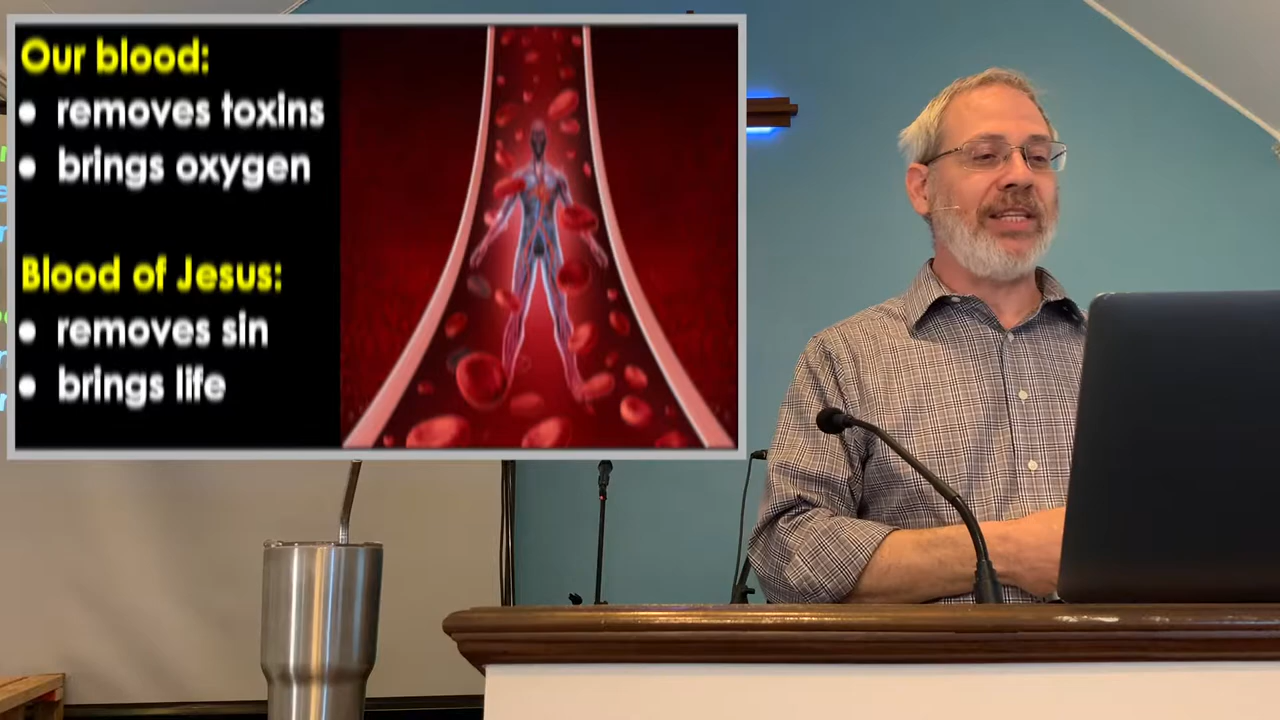 Our blood:
• removes toxins
• brings oxygen
Blood of Jesus:
• removes sin
• brings life